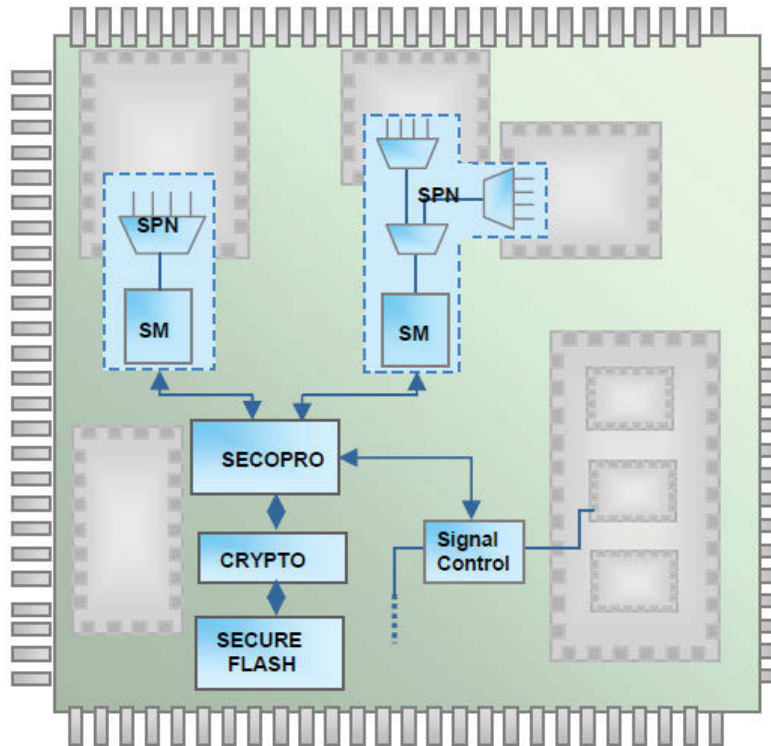 SPN
SPN
SM
SM
SECOPRO
Signal
Control
CRYPTO
SECURE
FLASH